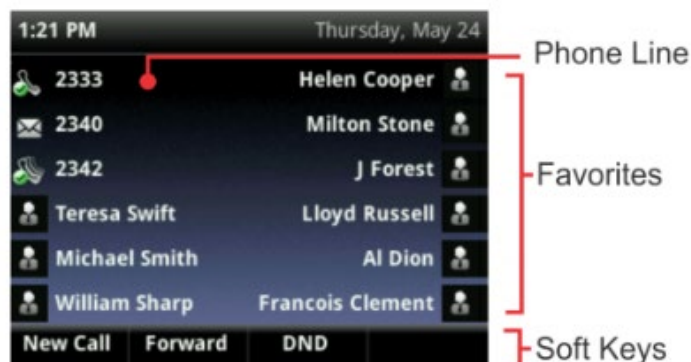 1:21 PM Thursday, May 24
Phone Line
2333 Helen Cooper
2340 Milton Stone
2342 J Forest
Favorites
Teresa Swift Lloyd Russell
Michael Smith Al Dion
William Sharp Francois Clement
New Call Forward DND
Soft Keys